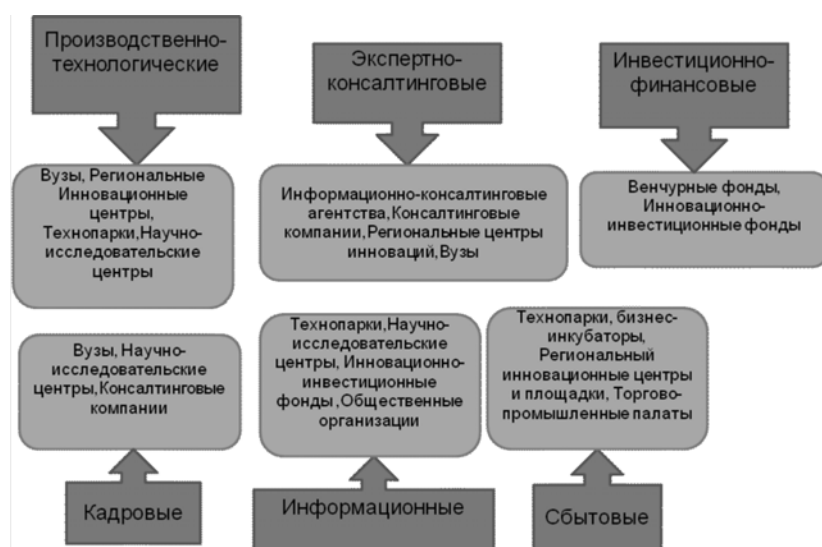 Производственно-
технологические
Экспертно-
консалтинговые
Инвестиционно-
финансовые
Вузы, Региональные
Инновационные
центры,
Технопарки,Научно-
исследовательские
центры
Информационно-консалтинговые
агентства,Консалтинговые
компании,Региональные центры
инноваций,Вузы
Венчурные фонды,
Инновационно-
инвестиционные фонды
Вузы, Научно-
исследовательские
центры,Консалтинговые
компании
Технопарки,Научно-
исследовательские
центры, Инновационно-
инвестиционные
фонды ,Общественные
организации
Технопарки, бизнес-
инкубаторы,
Региональный
инновационные центры
и площадки, Торгово-
промышленные палаты
Кадровые
Информационные
Сбытовые